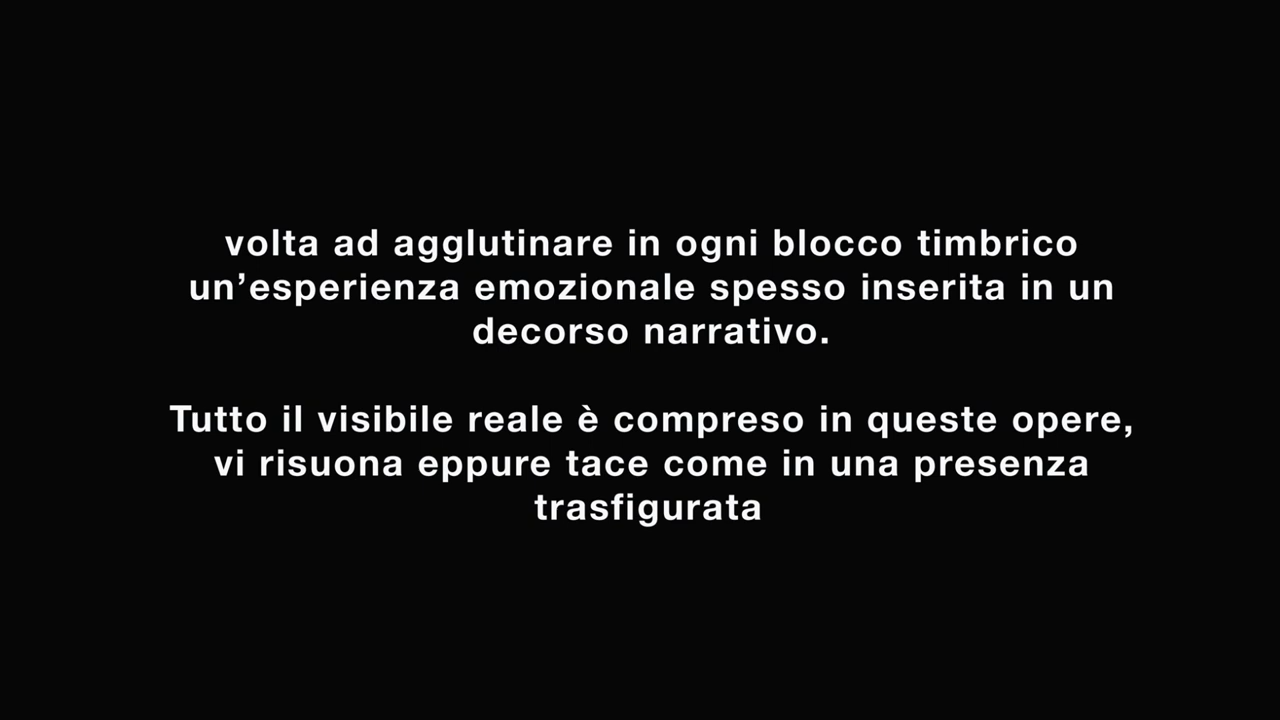 volta ad agglutinare in ogni blocco timbrico
un’esperienza emozionale spesso inserita in un
decorso narrativo.
Tutto il visibile reale è compreso in queste opere,
vi risuona eppure tace come in una presenza
trasfigurata